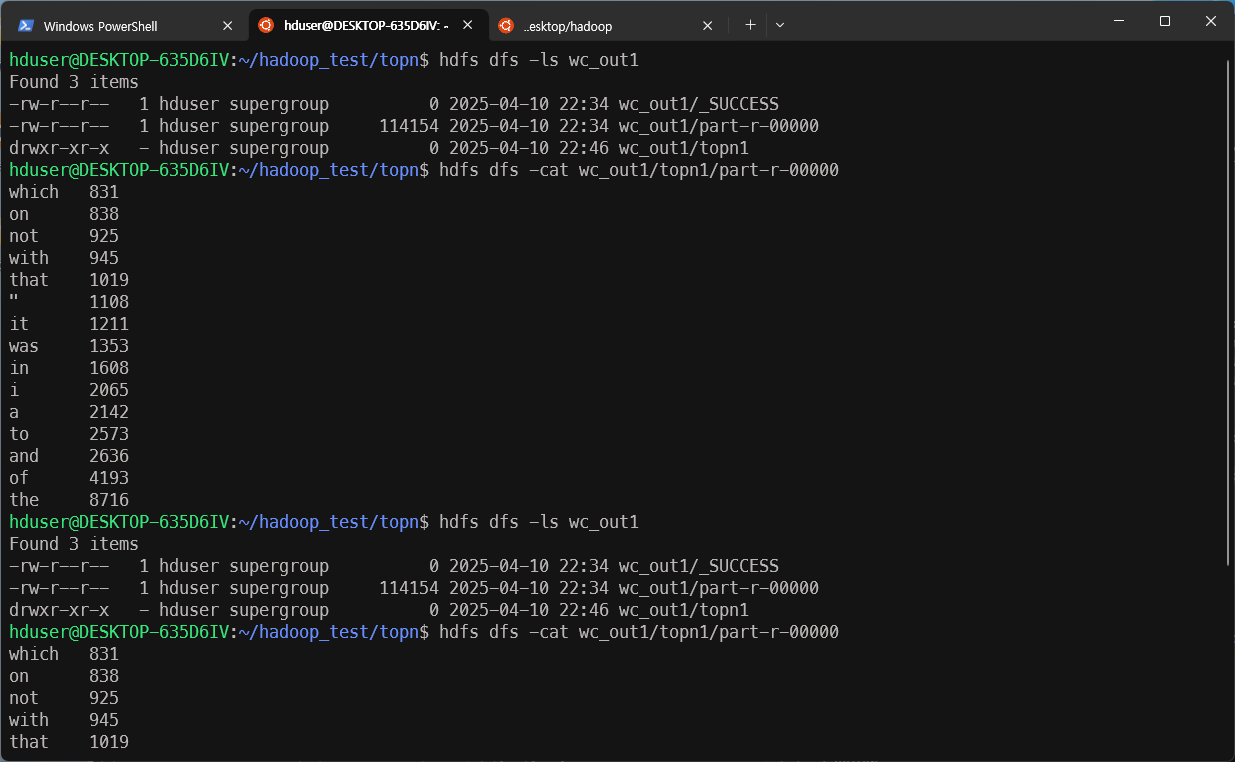 Windows PowerShell
hduser@DESKTOP-635D6IV: ~
..esktop/hadoop
hduser@DESKTOP-635D6IV:~/hadoop_test/topn$ hdfs dfs -ls wc_out1
Found 3 items
-rw-r--r--   1 hduser supergroup          0 2025-04-10 22:34 wc_out1/_SUCCESS
-rw-r--r--   1 hduser supergroup     114154 2025-04-10 22:34 wc_out1/part-r-00000
drwxr-xr-x   - hduser supergroup          0 2025-04-10 22:46 wc_out1/topn1
hduser@DESKTOP-635D6IV:~/hadoop_test/topn$ hdfs dfs -cat wc_out1/topn1/part-r-00000
which   831
on      838
not     925
with    945
that    1019
"       1108
it      1211
was     1353
in      1608
i       2065
a       2142
to      2573
and     2636
of      4193
the     8716
hduser@DESKTOP-635D6IV:~/hadoop_test/topn$ hdfs dfs -ls wc_out1
Found 3 items
-rw-r--r--   1 hduser supergroup          0 2025-04-10 22:34 wc_out1/_SUCCESS
-rw-r--r--   1 hduser supergroup     114154 2025-04-10 22:34 wc_out1/part-r-00000
drwxr-xr-x   - hduser supergroup          0 2025-04-10 22:46 wc_out1/topn1
hduser@DESKTOP-635D6IV:~/hadoop_test/topn$ hdfs dfs -cat wc_out1/topn1/part-r-00000
which   831
on      838
not     925
with    945
that    1019